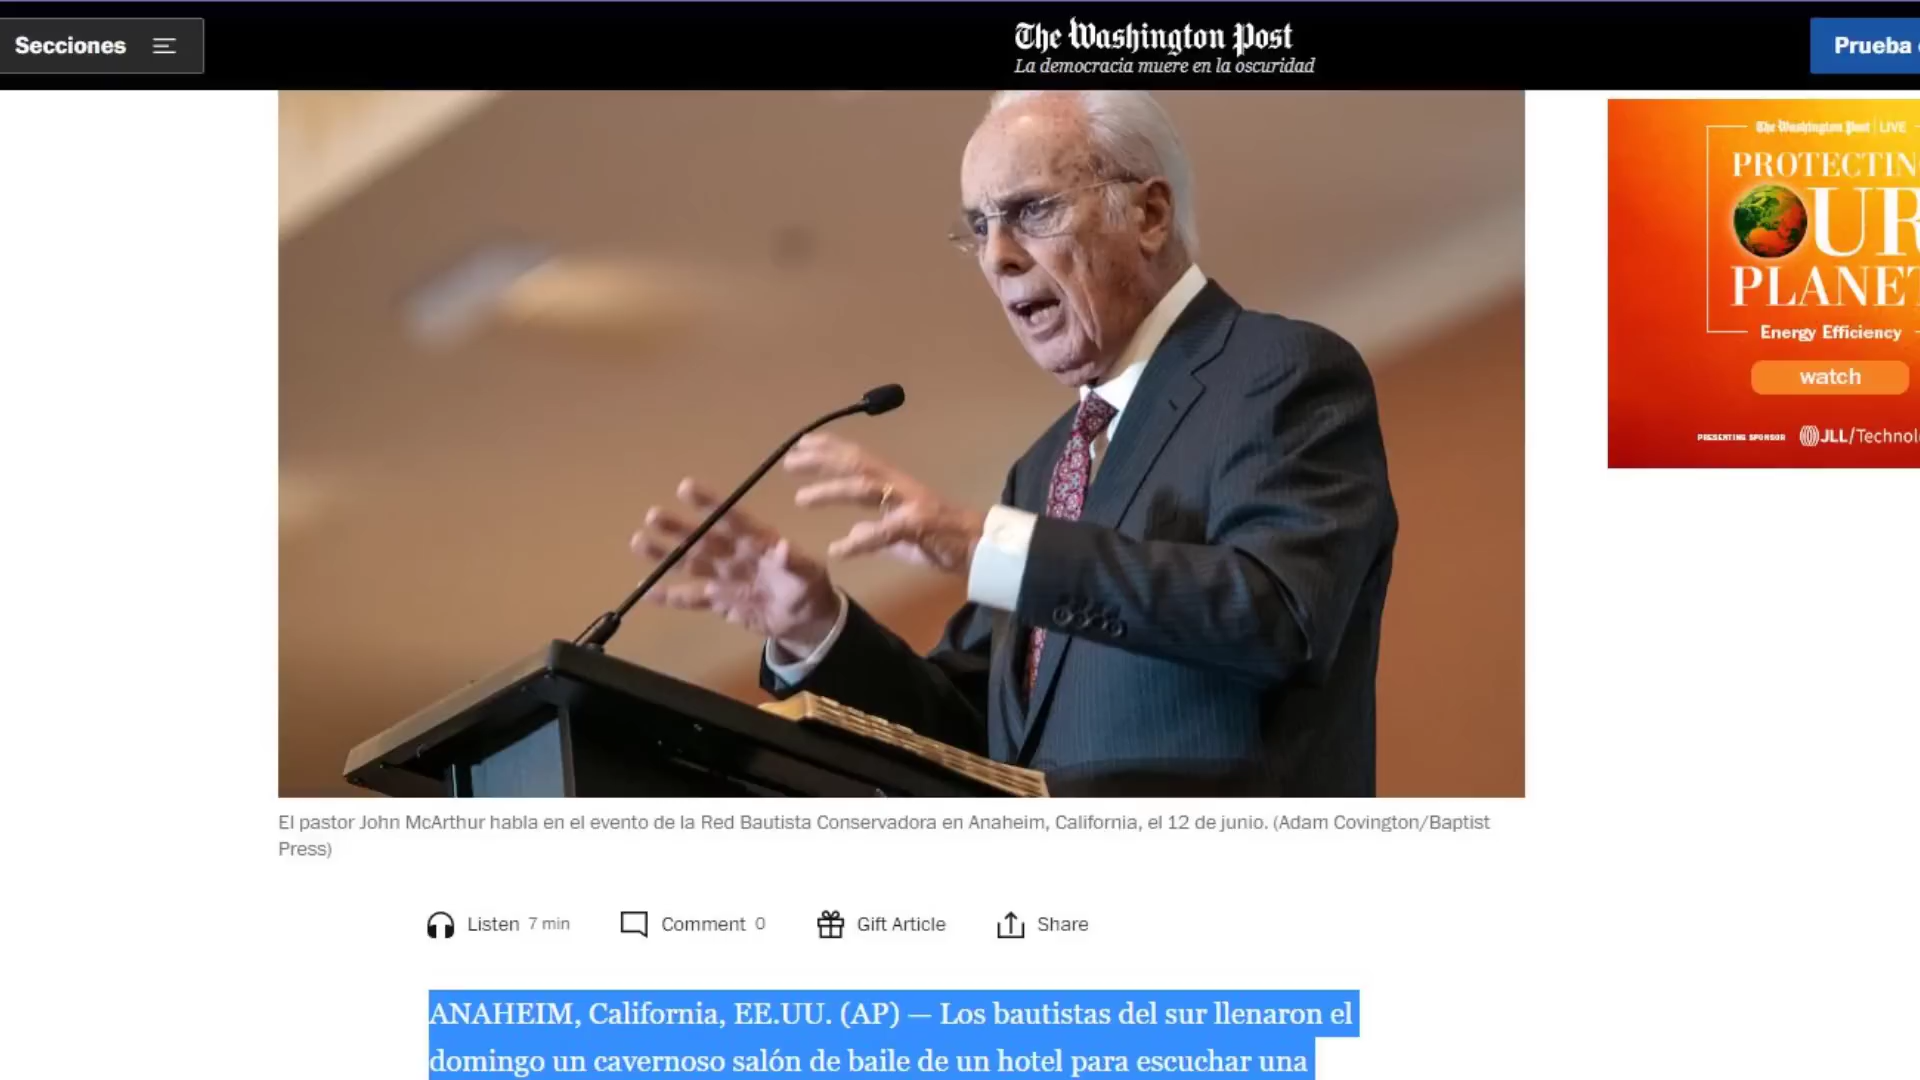 Secciones
The Washington Post
La democracia muere en la oscuridad
Prueba
The Washington Post LIVE
PROTECTIN
OUR
PLANET
Energy Efficiency
watch
PRESENTING SPONSOR JLL/Technol
El pastor John McArthur habla en el evento de la Red Bautista Conservadora en Anaheim, California, el 12 de junio. (Adam Covington/Baptist
Press)
Listen 7 min Comment 0 Gift Article Share
ANAHEIM, California, EE.UU. (AP) — Los bautistas del sur llenaron el
domingo un cavernoso salón de baile de un hotel para escuchar una